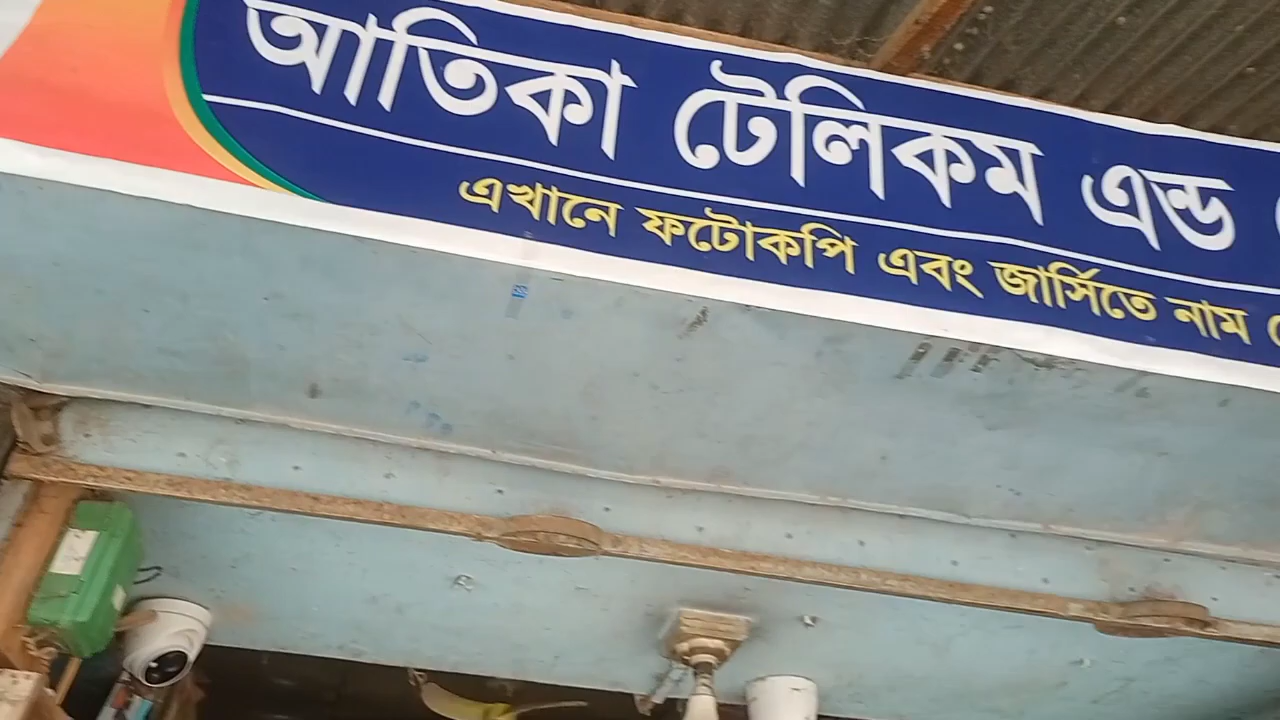 আতিকা টেলিকম এন্ড
এখানে ফটোকপি এবং জার্সিতে নাম